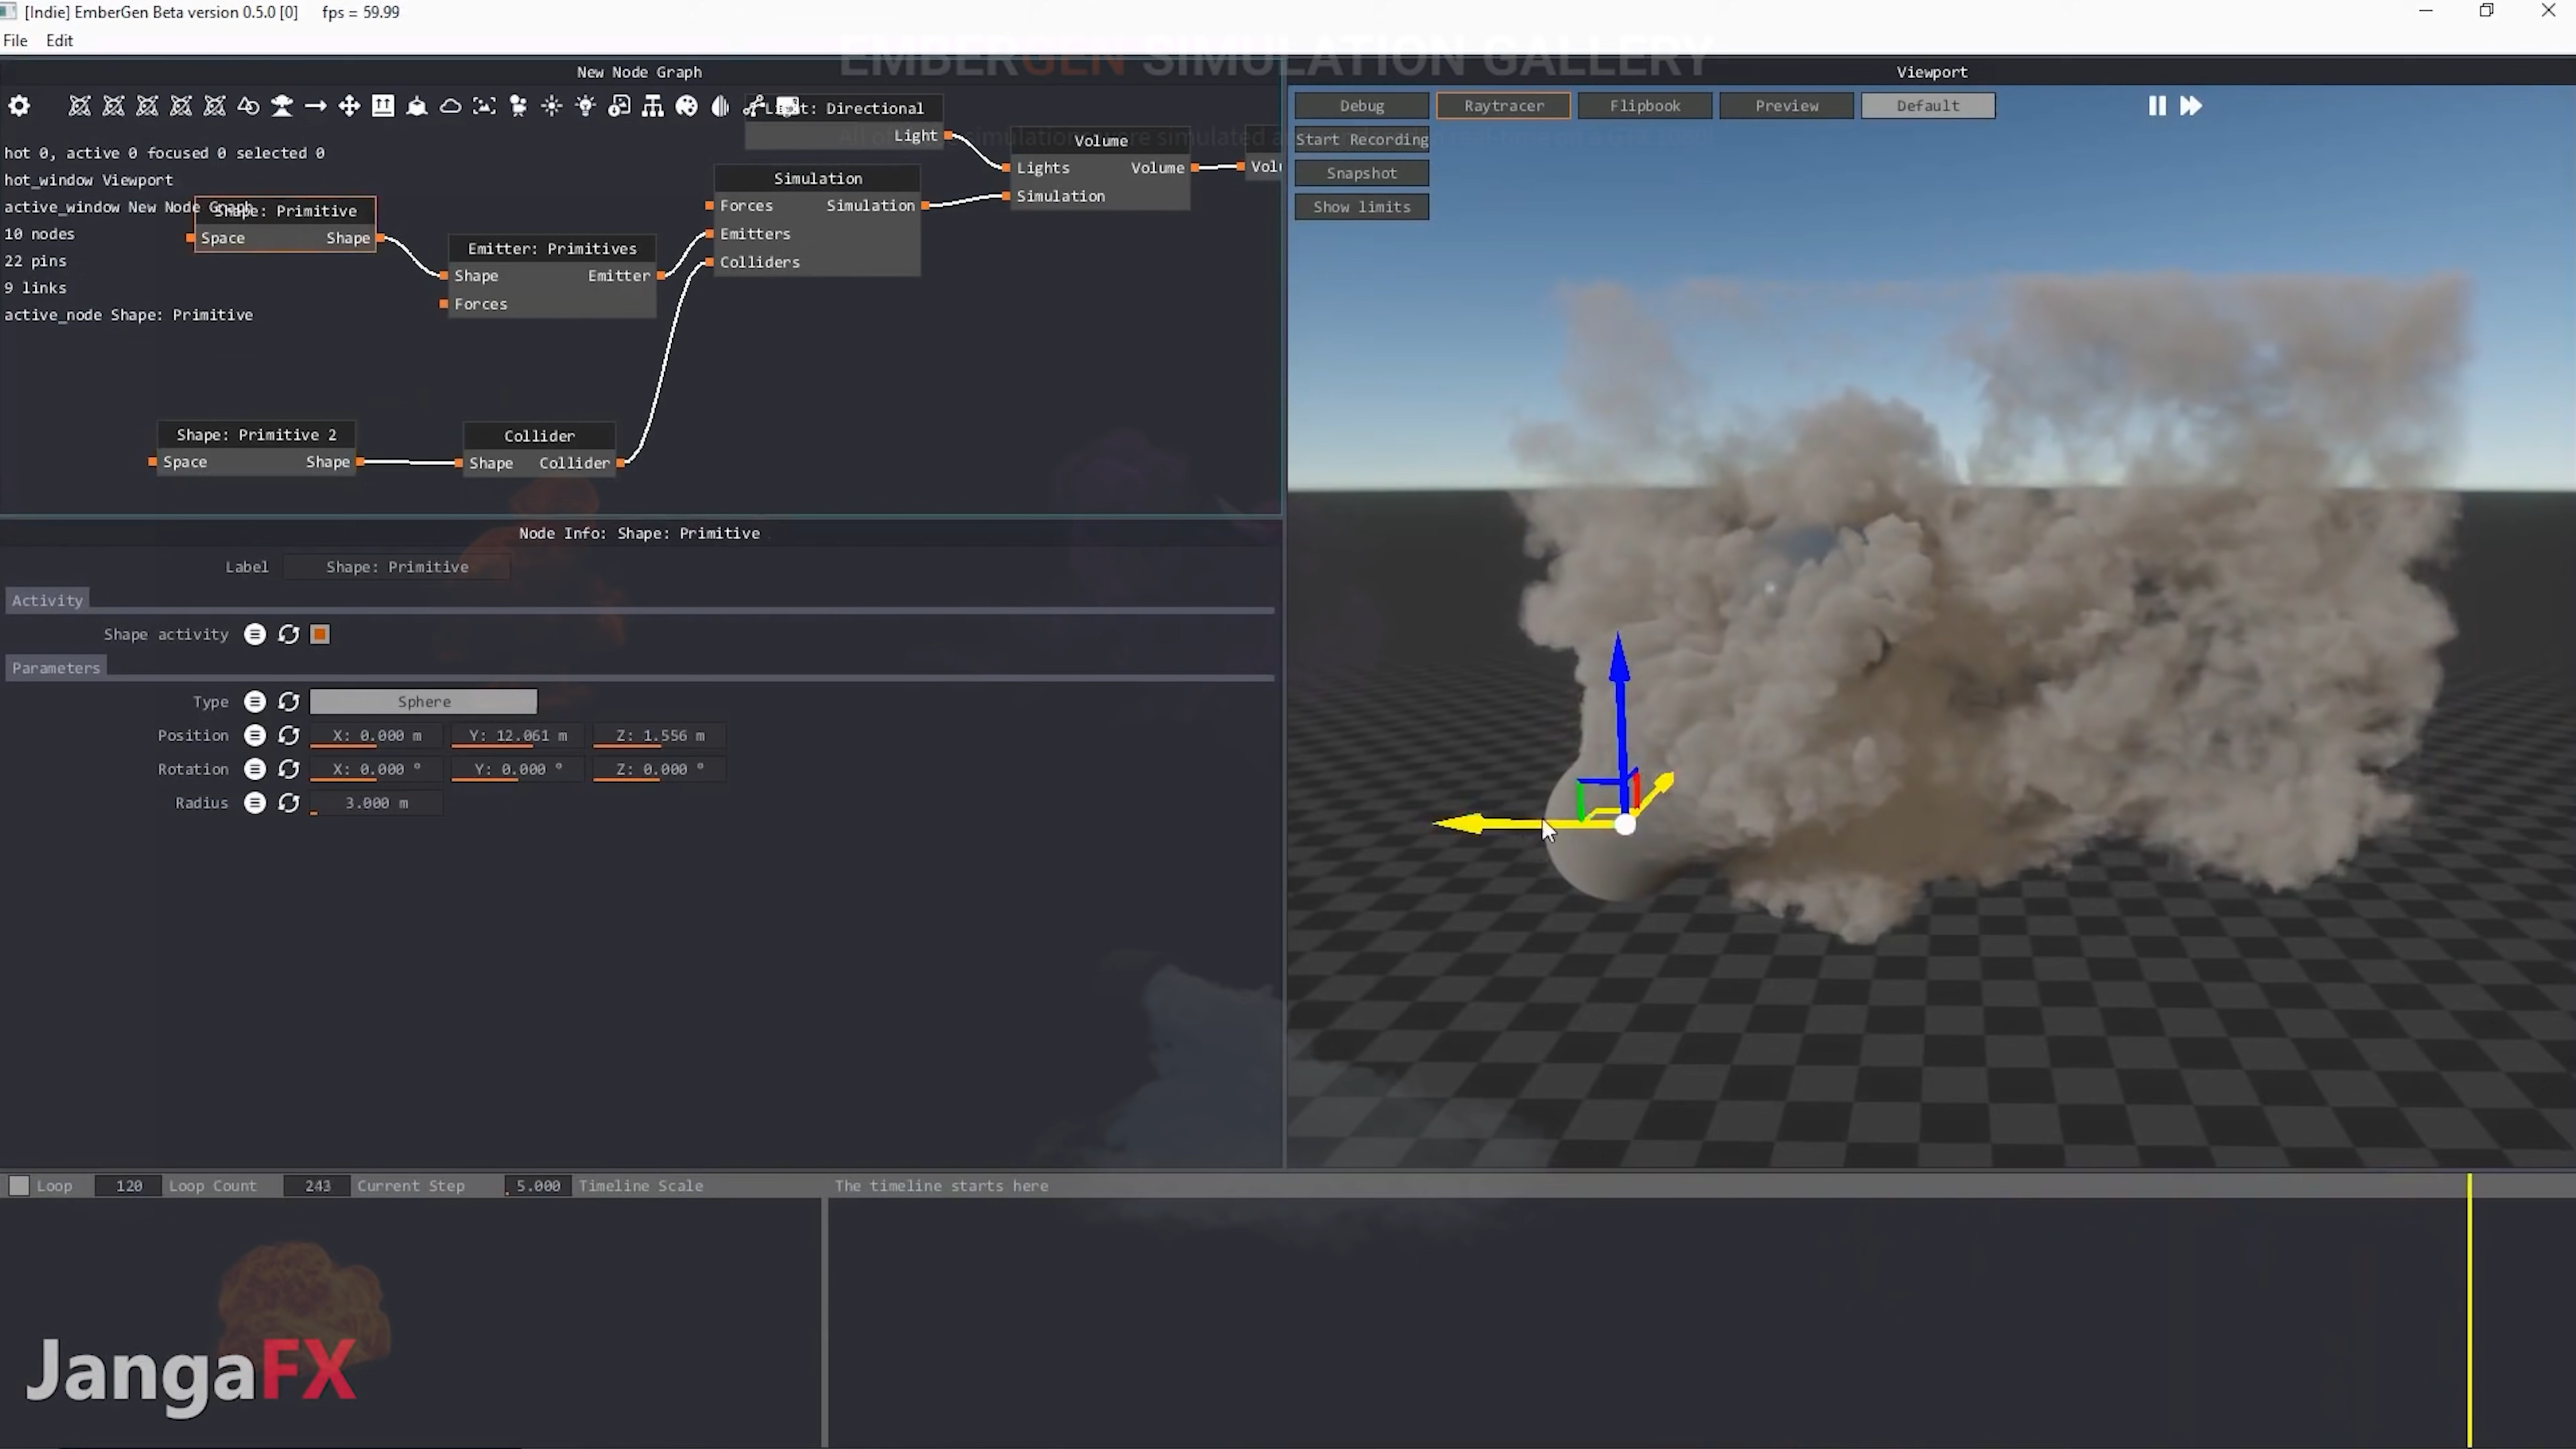 [Indie] EmberGen Beta version 0.5.0 [0] fps = 59.99
File Edit
EMBERGEN SIMULATION GALLERY
New Node Graph
Viewport
Light: Directional
Light
Debug Raytracer Flipbook Preview Default
Start Recording
Snapshot
Show limits
hot 0, active 0 focused 0 selected 0
hot_window Viewport
active_window New Node Graph
10 nodes
22 pins
9 links
active_node Shape: Primitive
Shape: Primitive
Space Shape
Emitter: Primitives
Shape Emitter
Forces
Simulation
Forces Simulation
Emitters
Colliders
Volume
Lights Volume
Simulation
Volu
Shape: Primitive 2
Space Shape
Collider
Shape Collider
Node Info: Shape: Primitive
Label Shape: Primitive
Activity
Shape activity
Parameters
Type Sphere
Position X: 0.000 m Y: 12.061 m Z: 1.556 m
Rotation X: 0.000 ° Y: 0.000 ° Z: 0.000 °
Radius 3.000 m
Loop 120 Loop Count 243 Current Step 5.000 Timeline Scale The timeline starts here
JangaFX